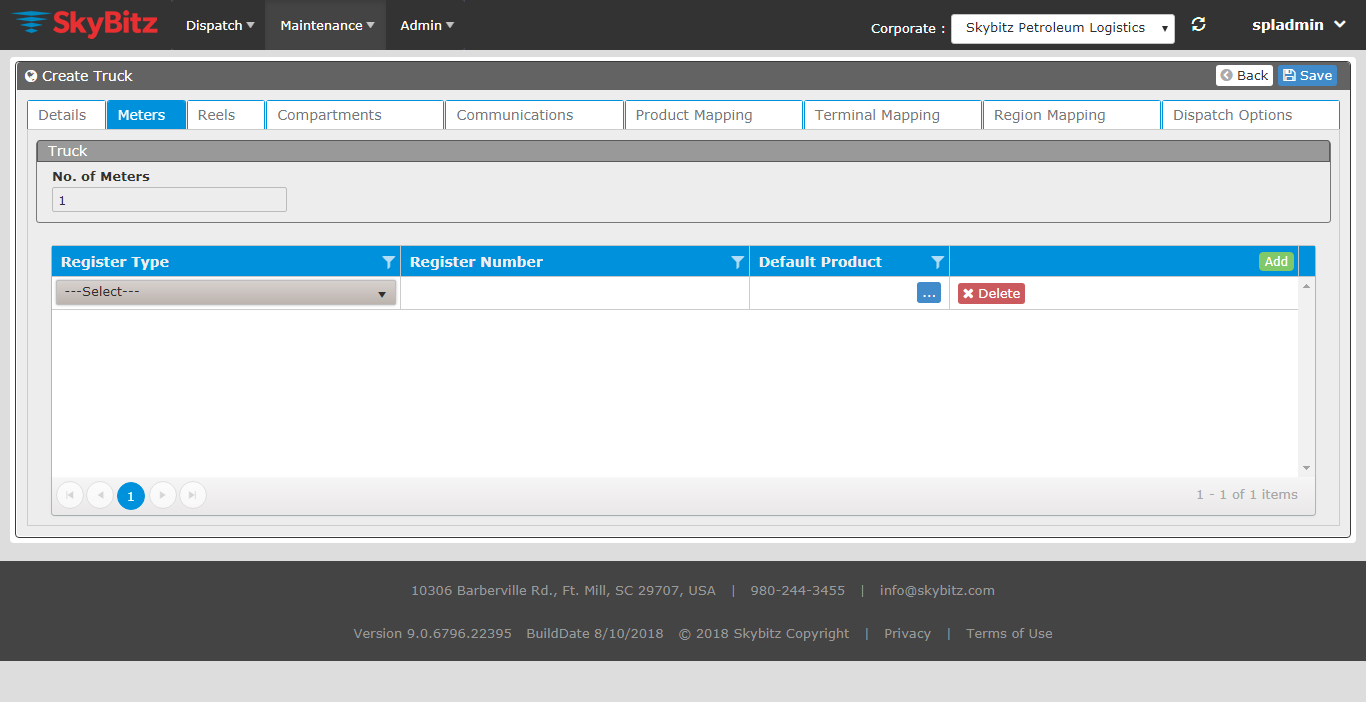 SkyBitz Dispatch Maintenance Admin Corporate : Skybitz Petroleum Logistics spladmin
Create Truck Back Save
Details Meters Reels Compartments Communications Product Mapping Terminal Mapping Region Mapping Dispatch Options
Truck
No. of Meters
1
Register Type Register Number Default Product Add
---Select--- ... Delete
1 1 - 1 of 1 items
10306 Barberville Rd., Ft. Mill, SC 29707, USA | 980-244-3455 | info@skybitz.com
Version 9.0.6796.22395 BuildDate 8/10/2018 © 2018 Skybitz Copyright | Privacy | Terms of Use